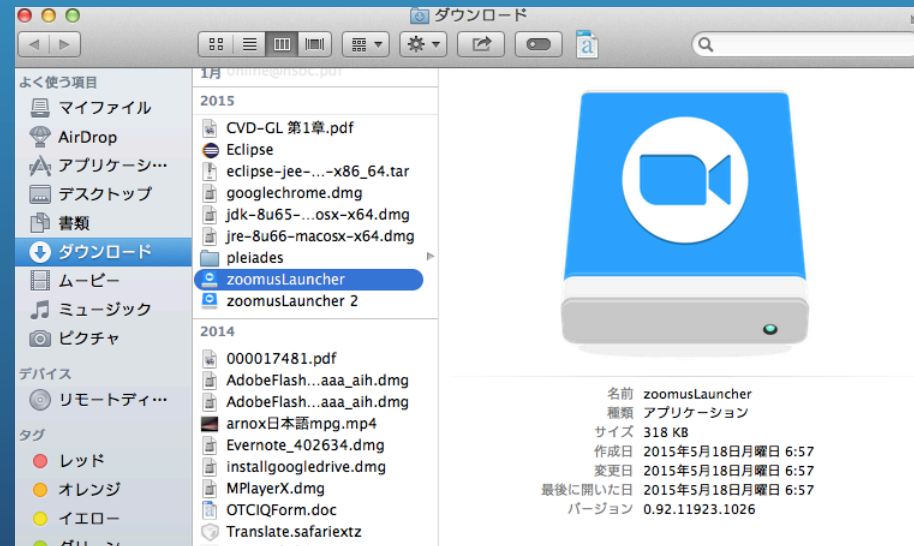 ダウンロード
a
よく使う項目
マイファイル
AirDrop
アプリケーシ…
デスクトップ
書類
ダウンロード
ムービー
ミュージック
ピクチャ
デバイス
リモートディ…
タグ
レッド
オレンジ
イエロー
グリーン
1月 online@hsbc.pdf
2015
CVD-GL 第1章.pdf
Eclipse
eclipse-jee-...-x86_64.tar
googlechrome.dmg
jdk-8u65-...osx-x64.dmg
jre-8u66-macosx-x64.dmg
pleiades
zoomusLauncher
zoomusLauncher 2
2014
000017481.pdf
AdobeFlash...aaa_aih.dmg
AdobeFlash...aaa_aih.dmg
arnox日本語mpg.mp4
Evernote_402634.dmg
installgoogledrive.dmg
MPlayerX.dmg
OTCIQForm.doc
Translate.safariextz
名前 zoomusLauncher
種類 アプリケーション
サイズ 318 KB
作成日 2015年5月18日月曜日 6:57
変更日 2015年5月18日月曜日 6:57
最後に開いた日 2015年5月18日月曜日 6:57
バージョン 0.92.11923.1026